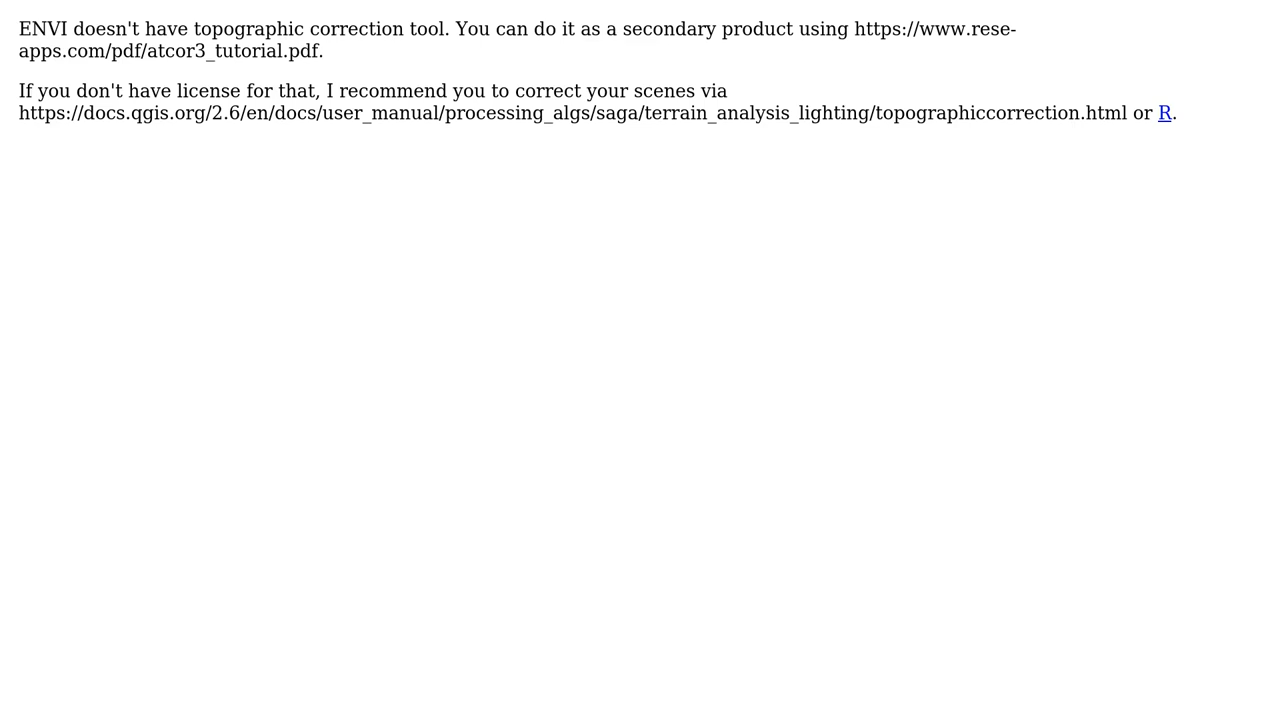 ENVI doesn't have topographic correction tool. You can do it as a secondary product using https://www.rese-
apps.com/pdf/atcor3_tutorial.pdf.
If you don't have license for that, I recommend you to correct your scenes via
https://docs.qgis.org/2.6/en/docs/user_manual/processing_algs/saga/terrain_analysis_lighting/topographiccorrection.html or R.